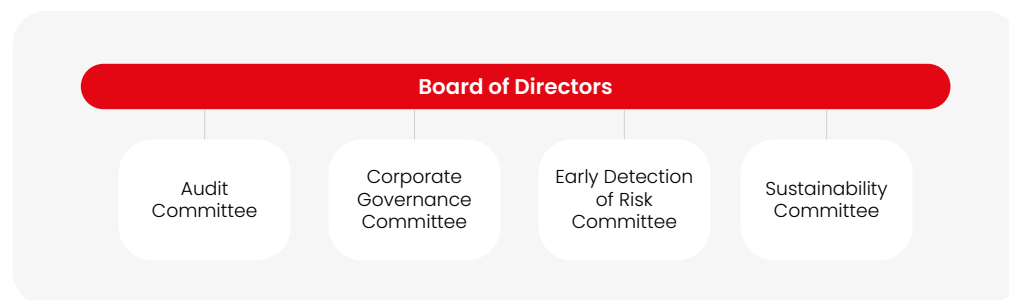 Board of Directors
Audit
Committee
Corporate
Governance
Committee
Early Detection
of Risk
Committee
Sustainability
Committee